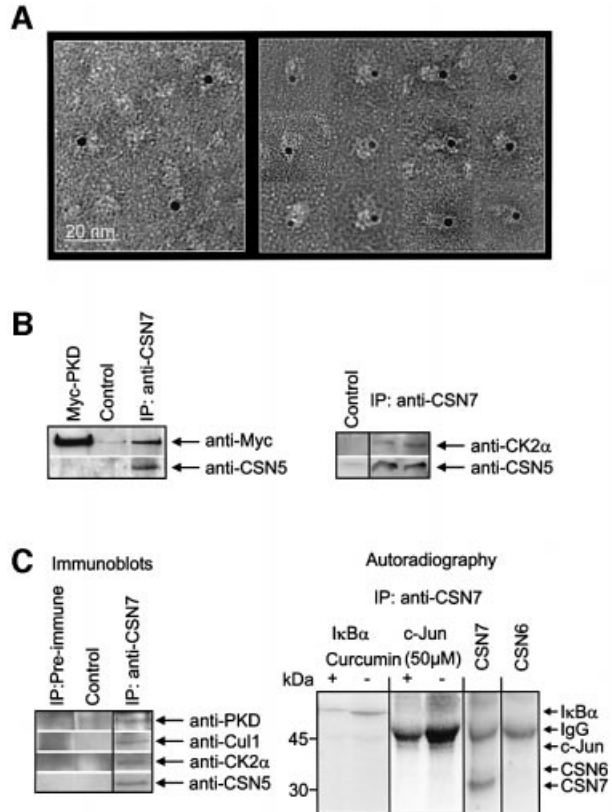 A
20 nm
B
Myc-PKD
Control
IP: anti-CSN7
anti-Myc
anti-CSN5
Control
IP: anti-CSN7
anti-CK2α
anti-CSN5
C
Immunoblots
IP:Pre-immune
Control
IP: anti-CSN7
anti-PKD
anti-Cul1
anti-CK2α
anti-CSN5
Autoradiography
IP: anti-CSN7
IκBα c-Jun
Curcumin (50μM)
CSN7
CSN6
kDa + - + -
45
30
IκBα
IgG
c-Jun
CSN6
CSN7